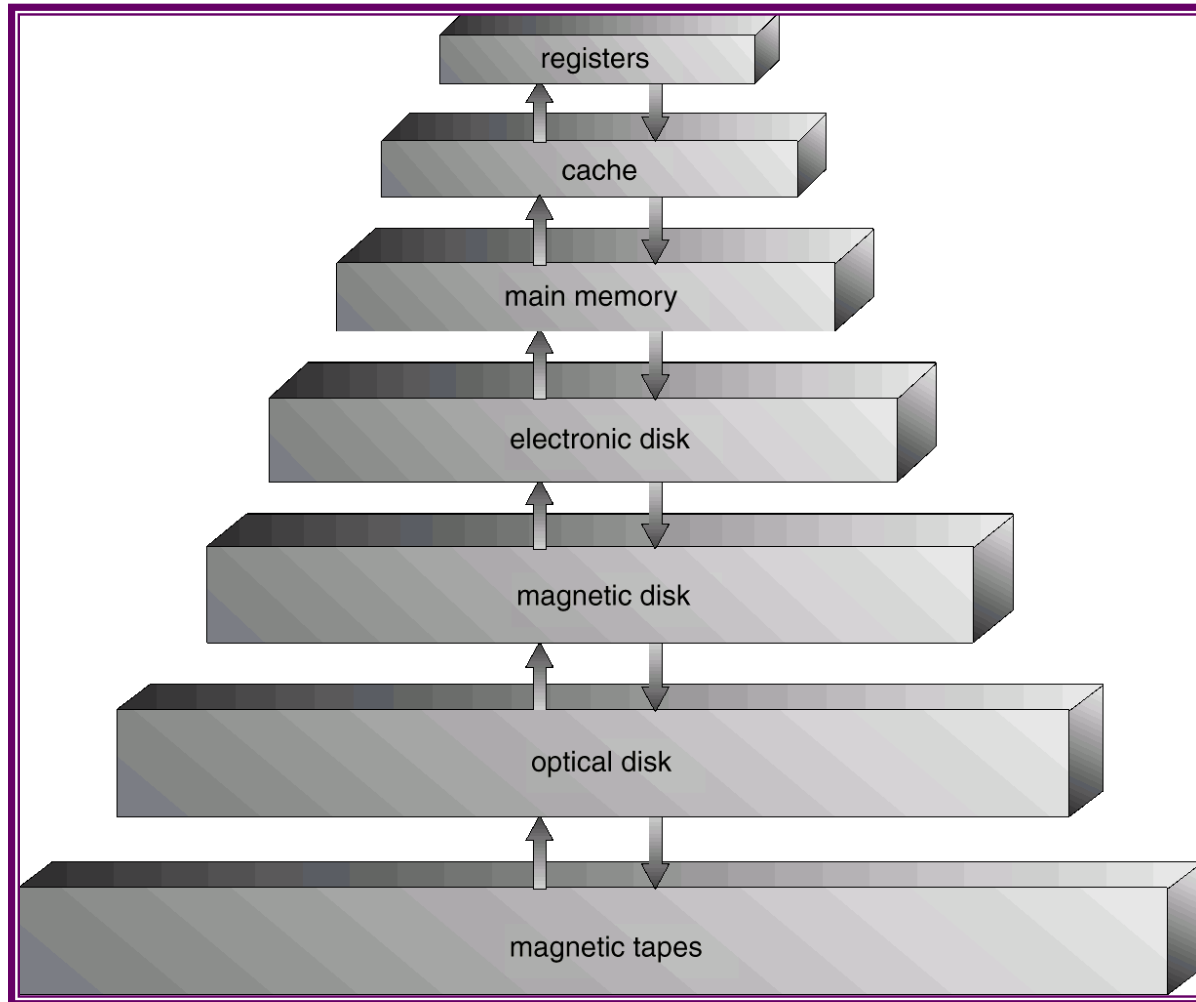 registers
cache
main memory
electronic disk
magnetic disk
optical disk
magnetic tapes